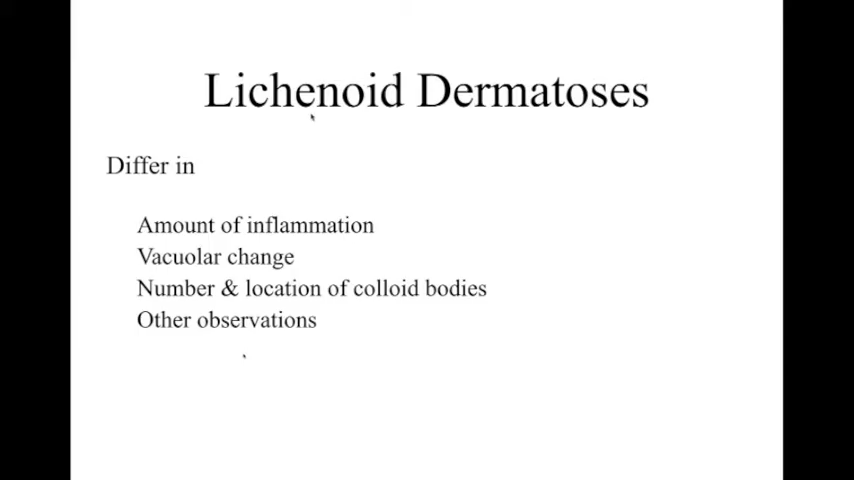 Lichenoid Dermatoses
Differ in
Amount of inflammation
Vacuolar change
Number & location of colloid bodies
Other observations